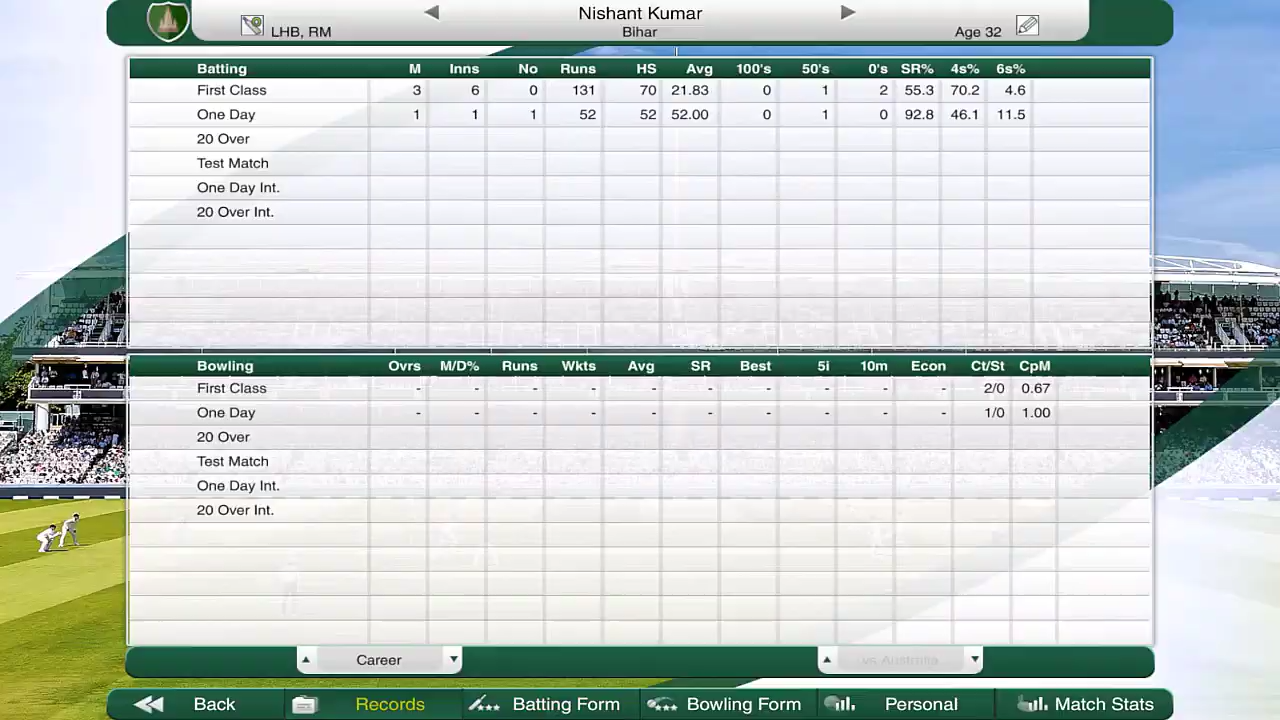 Nishant Kumar
LHB, RM Bihar Age 32
Batting M Inns No Runs HS Avg 100's 50's 0's SR% 4s% 6s%
First Class 3 6 0 131 70 21.83 0 1 2 55.3 70.2 4.6
One Day 1 1 1 52 52 52.00 0 1 0 92.8 46.1 11.5
20 Over
Test Match
One Day Int.
20 Over Int.
Bowling Ovrs M/D% Runs Wkts Avg SR Best 5i 10m Econ Ct/St CpM
First Class - - - - - - - - - - 2/0 0.67
One Day - - - - - - - - - - 1/0 1.00
20 Over
Test Match
One Day Int.
20 Over Int.
Career vs Australia
Back Records Batting Form Bowling Form Personal Match Stats